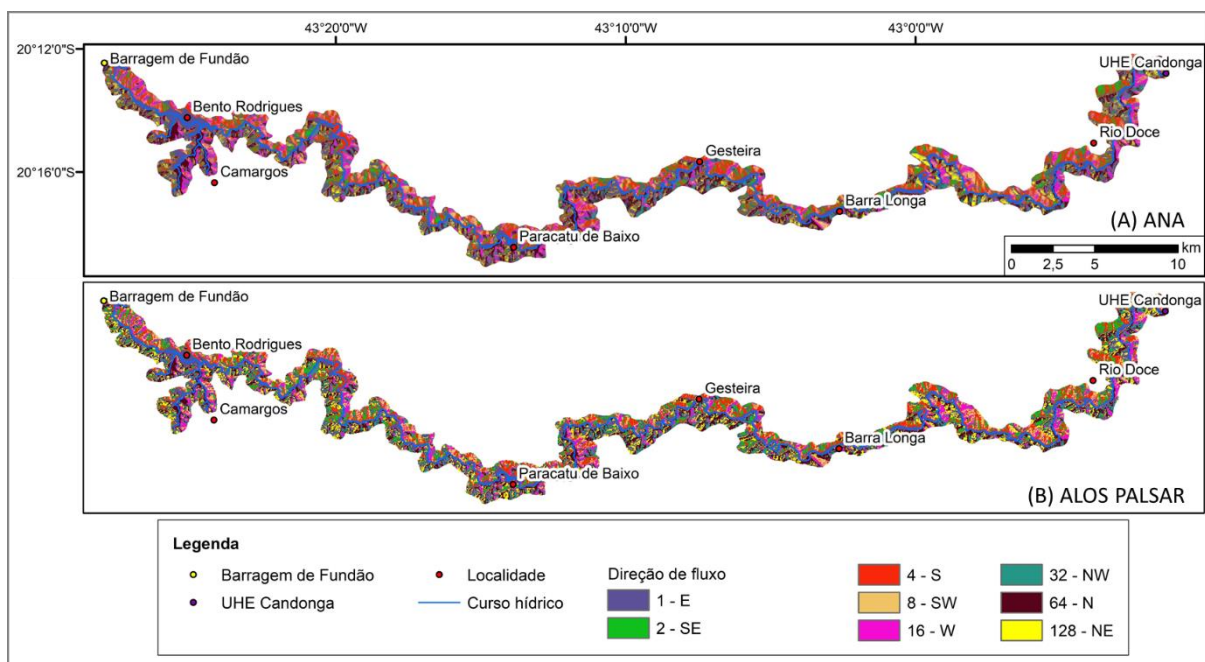 43°20'0"W 43°10'0"W 43°0'0"W
20°12'0"S
Barragem de Fundão
UHE Candonga
Bento Rodrigues
Rio Doce
Gesteira
20°16'0"S
Camargos
Barra Longa
(A) ANA
Paracatu de Baixo
km
0 2,5 5 10
Barragem de Fundão
UHE Candonga
Bento Rodrigues
Rio Doce
Gesteira
Camargos
Barra Longa
Paracatu de Baixo
(B) ALOS PALSAR
Legenda
Barragem de Fundão
UHE Candonga
Localidade
Curso hídrico
Direção de fluxo
1 - E
2 - SE
4 - S
8 - SW
16 - W
32 - NW
64 - N
128 - NE